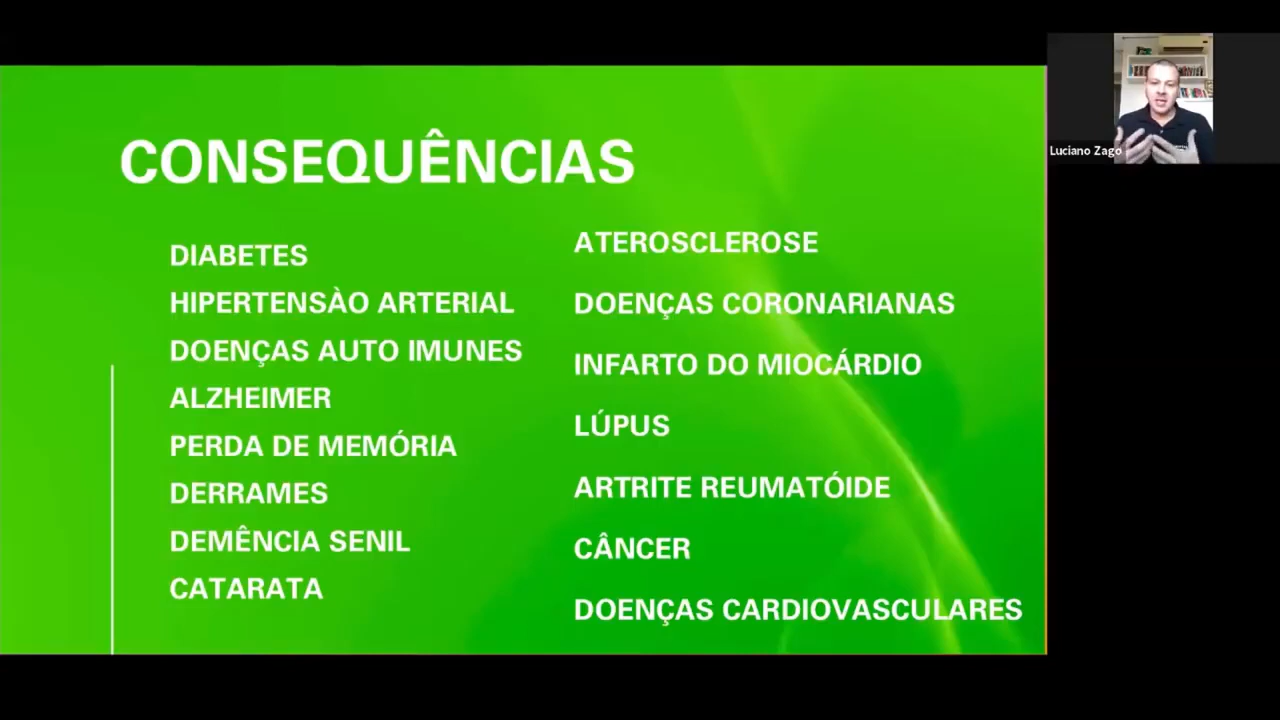 CONSEQUÊNCIAS
DIABETES
HIPERTENSÀO ARTERIAL
DOENÇAS AUTO IMUNES
ALZHEIMER
PERDA DE MEMÓRIA
DERRAMES
DEMÊNCIA SENIL
CATARATA
ATEROSCLEROSE
DOENÇAS CORONARIANAS
INFARTO DO MIOCÁRDIO
LÚPUS
ARTRITE REUMATÓIDE
CÂNCER
DOENÇAS CARDIOVASCULARES
Luciano Zago